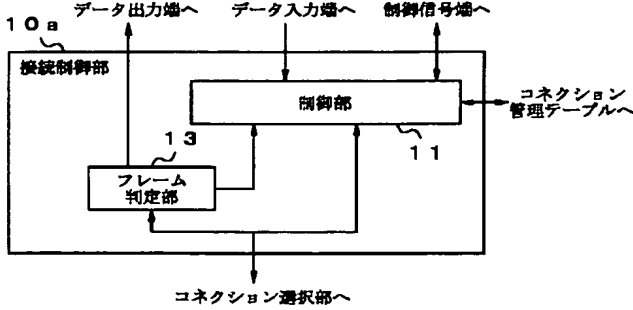 データ出力端へ
データ入力端へ
制御信号端へ
10a
接続制御部
制御部
コネクション
管理テーブルへ
11
13
フレーム
判定部
コネクション選択部へ